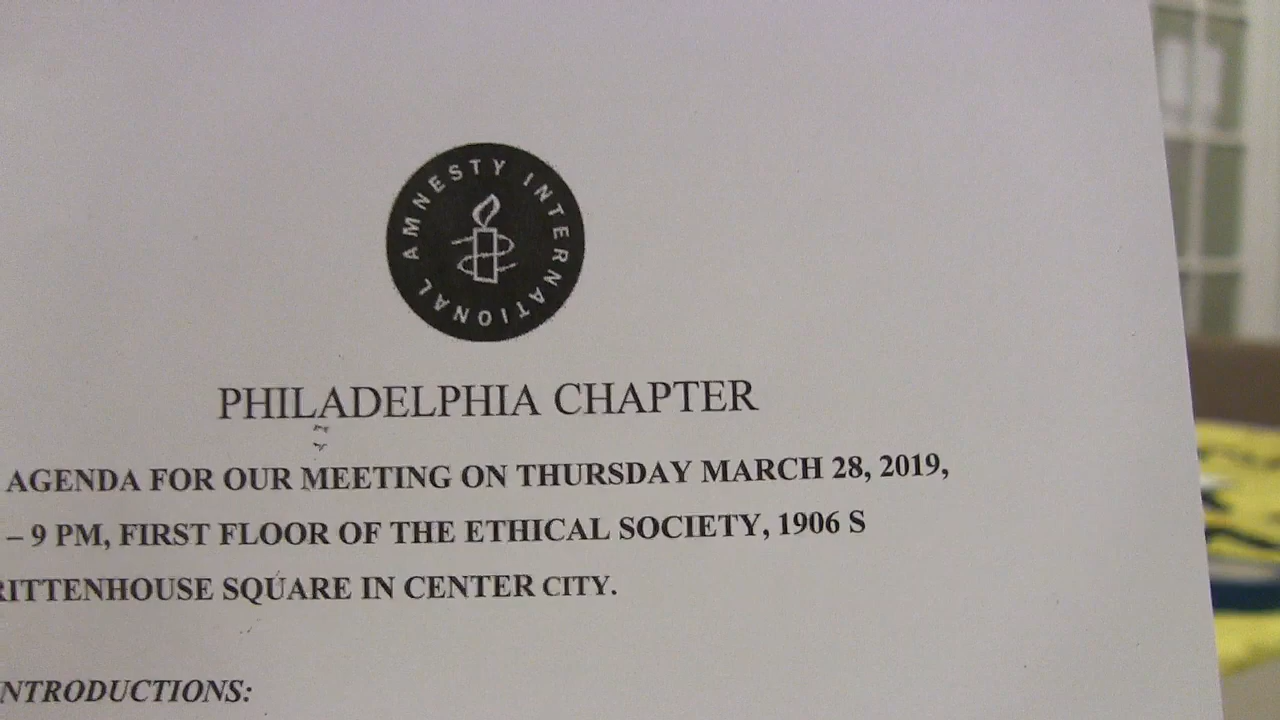 AMNESTY INTERNATIONAL
PHILADELPHIA CHAPTER
AGENDA FOR OUR MEETING ON THURSDAY MARCH 28, 2019,
– 9 PM, FIRST FLOOR OF THE ETHICAL SOCIETY, 1906 S
RITTENHOUSE SQUARE IN CENTER CITY.
NTRODUCTIONS: